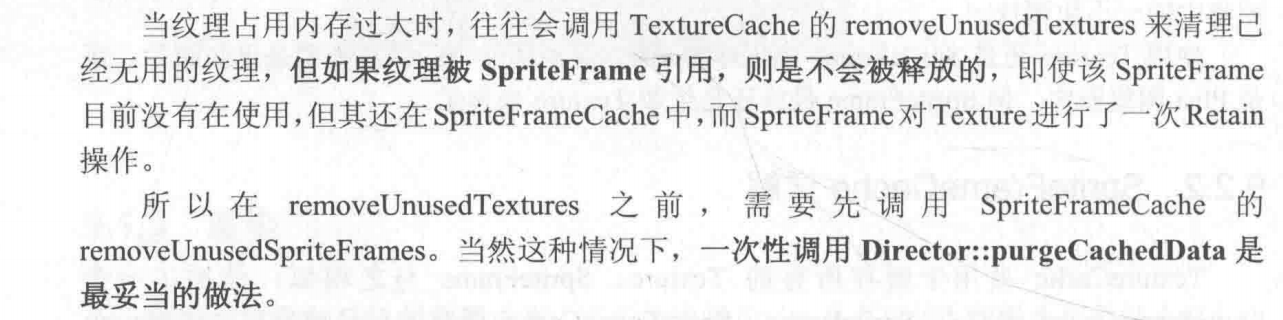 当纹理占用内存过大时，往往会调用 TextureCache 的 removeUnusedTextures 来清理已
经无用的纹理，但如果纹理被 SpriteFrame 引用，则是不会被释放的，即使该 SpriteFrame
目前没有在使用，但其还在 SpriteFrameCache 中，而 SpriteFrame 对 Texture 进行了一次 Retain
操作。
所以在 removeUnusedTextures 之前，需要先调用 SpriteFrameCache 的
removeUnusedSpriteFrames。当然这种情况下，一次性调用 Director::purgeCachedData 是
最妥当的做法。